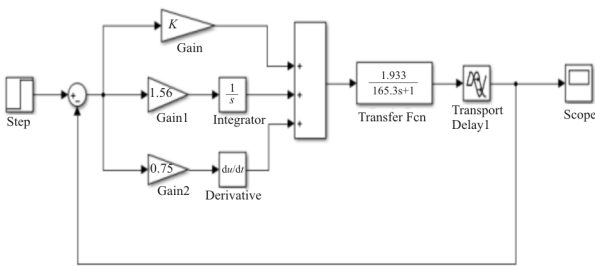 K
Gain
Step
+
−
1.56
Gain1
1
s
Integrator
0.75
Gain2
du/dt
Derivative
+
+
+
1.933
165.3s+1
Transfer Fcn
Transport
Delay1
Scope